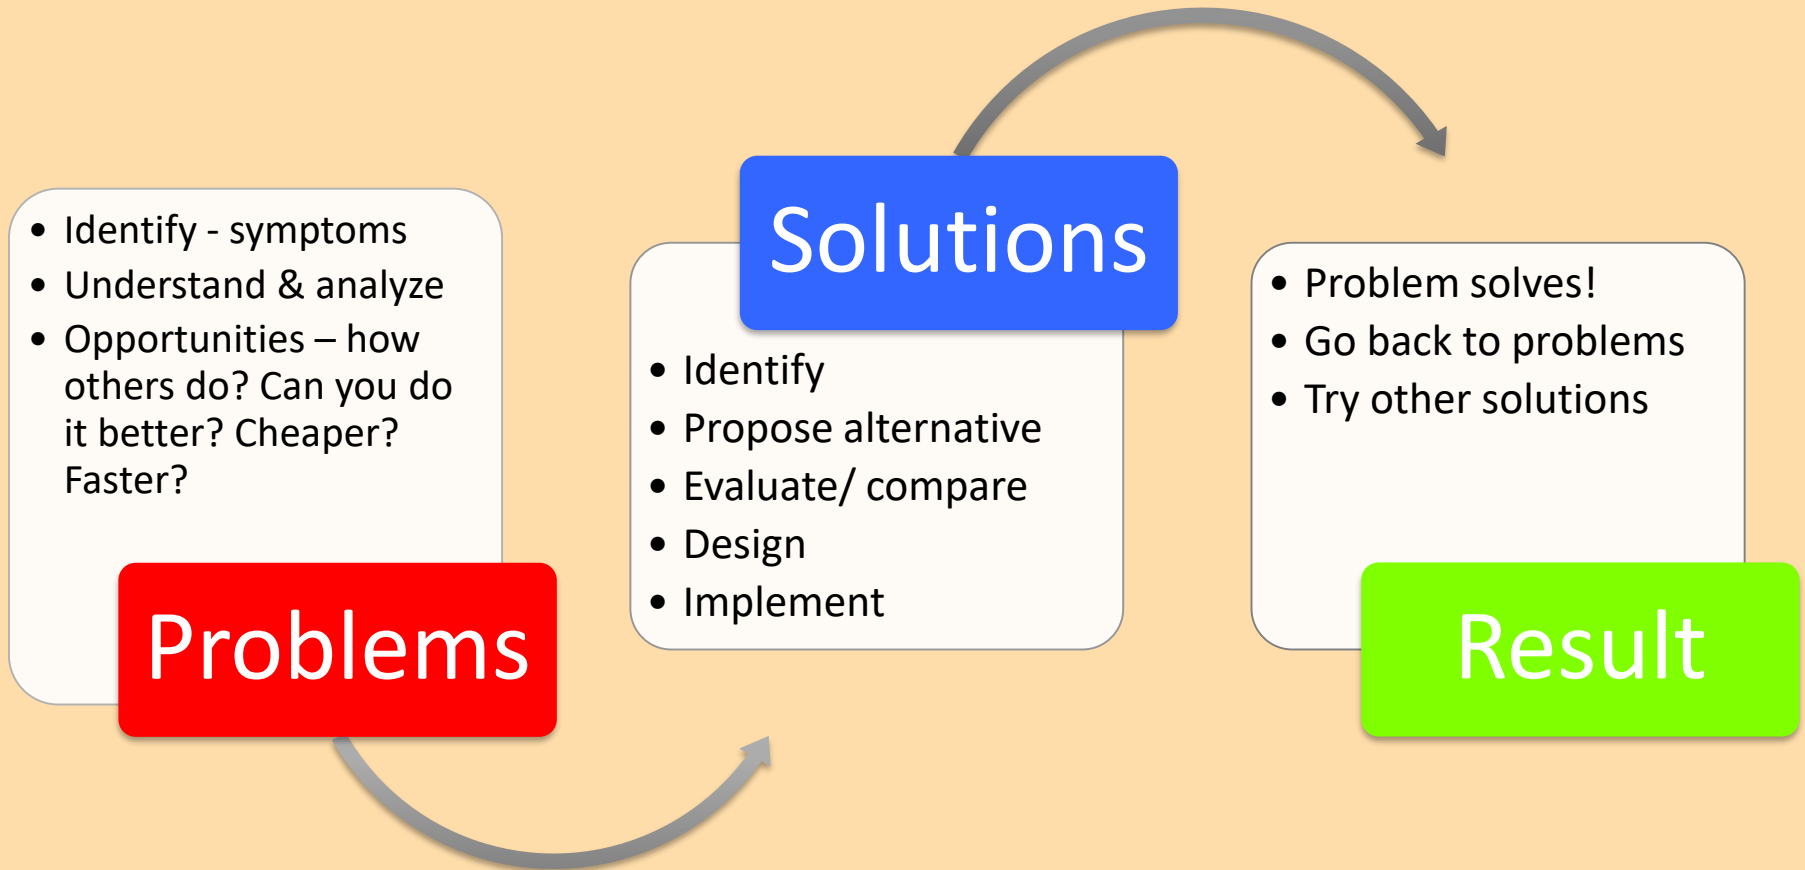 • Identify - symptoms
• Understand & analyze
• Opportunities – how
others do? Can you do
it better? Cheaper?
Faster?
Problems
Solutions
• Identify
• Propose alternative
• Evaluate/ compare
• Design
• Implement
• Problem solves!
• Go back to problems
• Try other solutions
Result